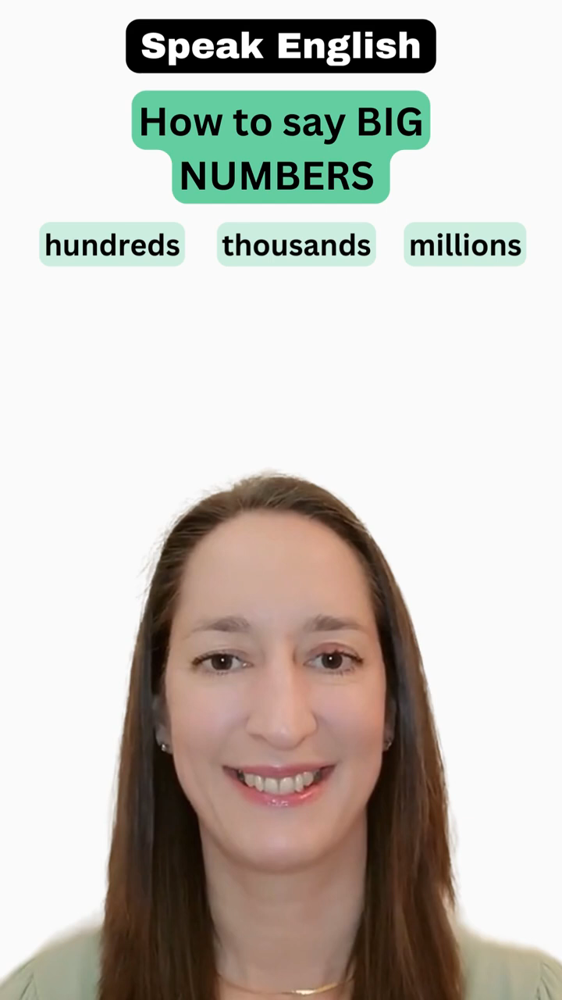 Speak English
How to say BIG
NUMBERS
hundreds thousands millions